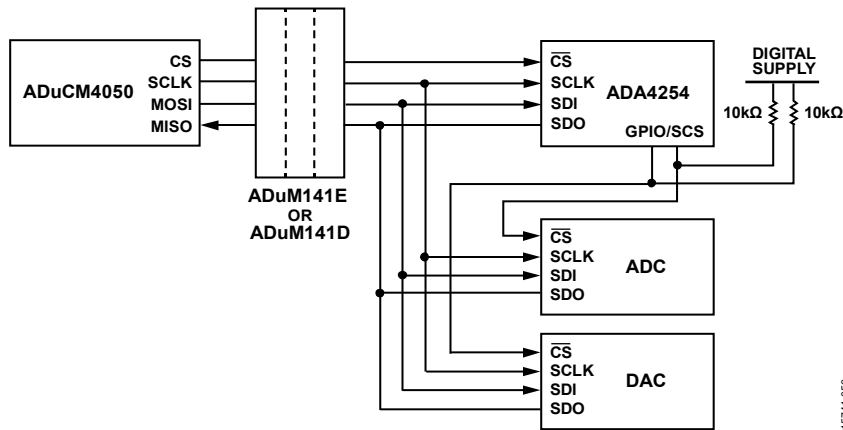 ADuCM4050
CS
SCLK
MOSI
MISO
ADuM141E
OR
ADuM141D
CS
SCLK
SDI
SDO
ADA4254
GPIO/SCS
DIGITAL
SUPPLY
10kΩ
10kΩ
CS
SCLK
SDI
SDO
ADC
CS
SCLK
SDI
SDO
DAC